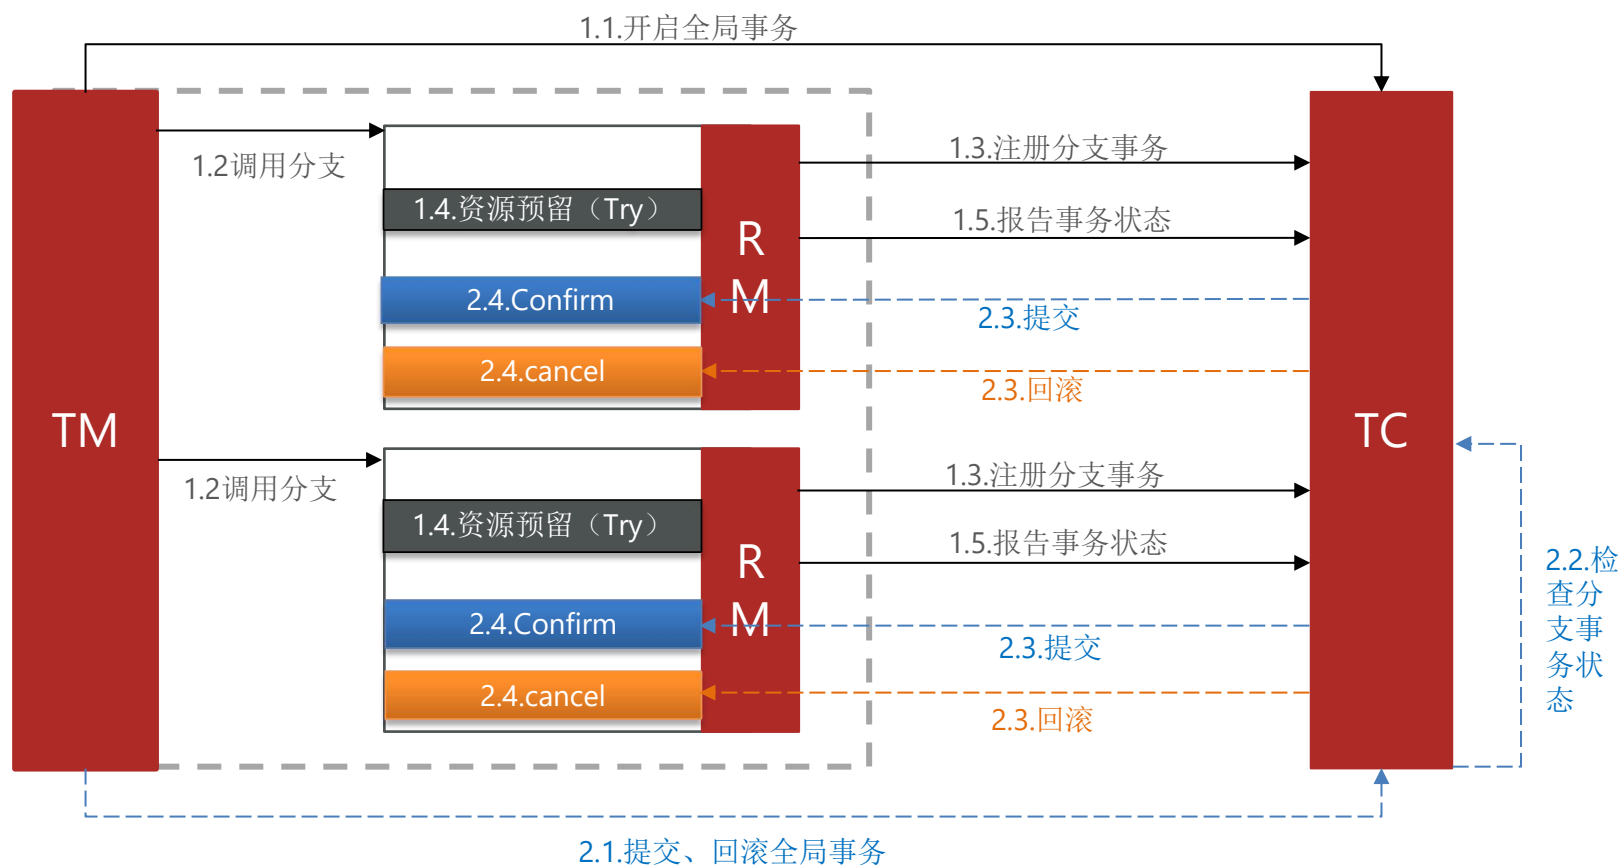 1.1.开启全局事务
TM
1.2调用分支
1.4.资源预留（Try）
2.4.Confirm
2.4.cancel
R
M
1.3.注册分支事务
1.5.报告事务状态
2.3.提交
2.3.回滚
TC
1.2调用分支
1.4.资源预留（Try）
2.4.Confirm
2.4.cancel
R
M
1.3.注册分支事务
1.5.报告事务状态
2.3.提交
2.3.回滚
2.2.检
查分
支事
务状
态
2.1.提交、回滚全局事务